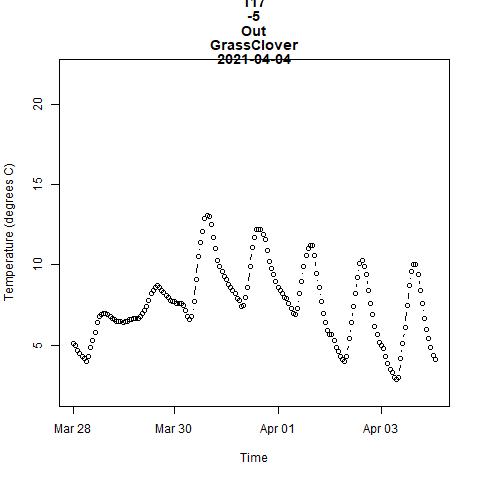 117
-5
Out
GrassClover
2021-04-04
Temperature (degrees C)
20
15
10
5
Mar 28
Mar 30
Apr 01
Apr 03
Time